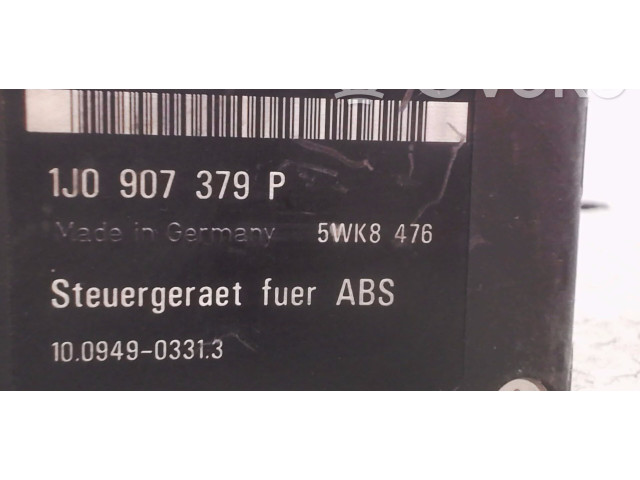 1J0 907 379 P
Made in Germany 5WK8 476
Steuergeraet fuer ABS
10.0949-0331.3